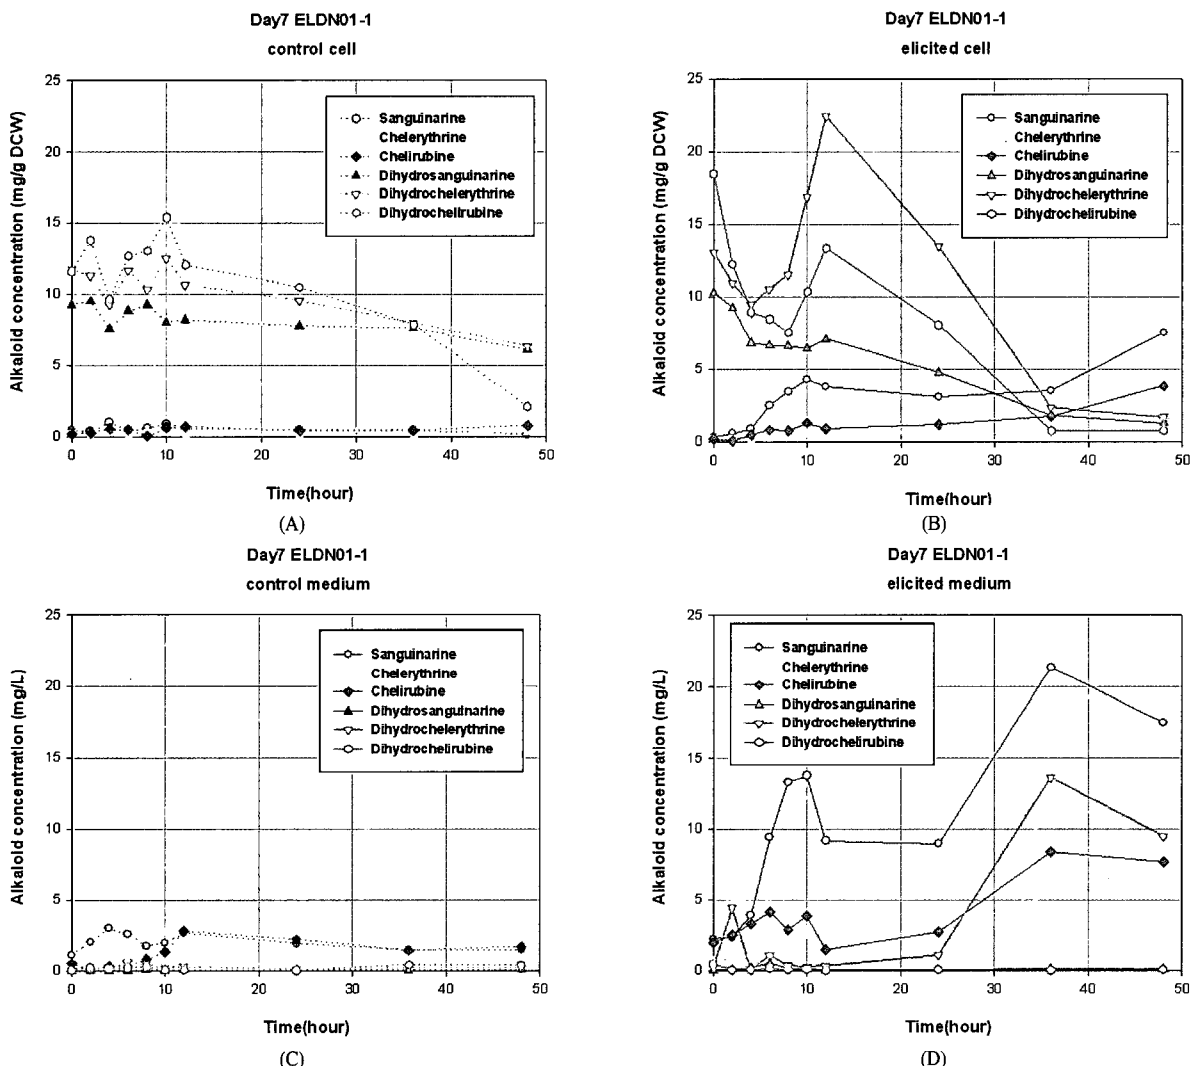 Day7 ELDN01-1
control cell
Alkaloid concentration (mg/g DCW)
25
20
15
10
5
0
Sanguinarine
Chelerythrine
Chelirubine
Dihydrosanguinarine
Dihydrochelerythrine
Dihydrochelirubine
0 10 20 30 40 50
Time(hour)
(A)
Day7 ELDN01-1
elicited cell
Alkaloid concentration (mg/g DCW)
25
20
15
10
5
0
Sanguinarine
Chelerythrine
Chelirubine
Dihydrosanguinarine
Dihydrochelerythrine
Dihydrochelirubine
0 10 20 30 40 50
Time(hour)
(B)
Day7 ELDN01-1
control medium
Alkaloid concentration (mg/L)
25
20
15
10
5
0
Sanguinarine
Chelerythrine
Chelirubine
Dihydrosanguinarine
Dihydrochelerythrine
Dihydrochelirubine
0 10 20 30 40 50
Time(hour)
(C)
Day7 ELDN01-1
elicited medium
Alkaloid concentration (mg/L)
25
20
15
10
5
0
Sanguinarine
Chelerythrine
Chelirubine
Dihydrosanguinarine
Dihydrochelerythrine
Dihydrochelirubine
0 10 20 30 40 50
Time(hour)
(D)